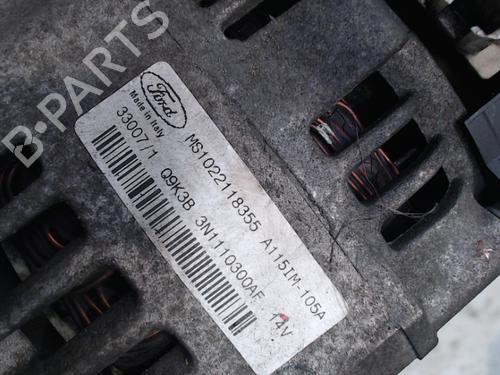 B-PARTS
Ford
Made in Italy
MS1022118355 A115IM-105A
33007/1 Q9K3B 3N1110300AF 14V